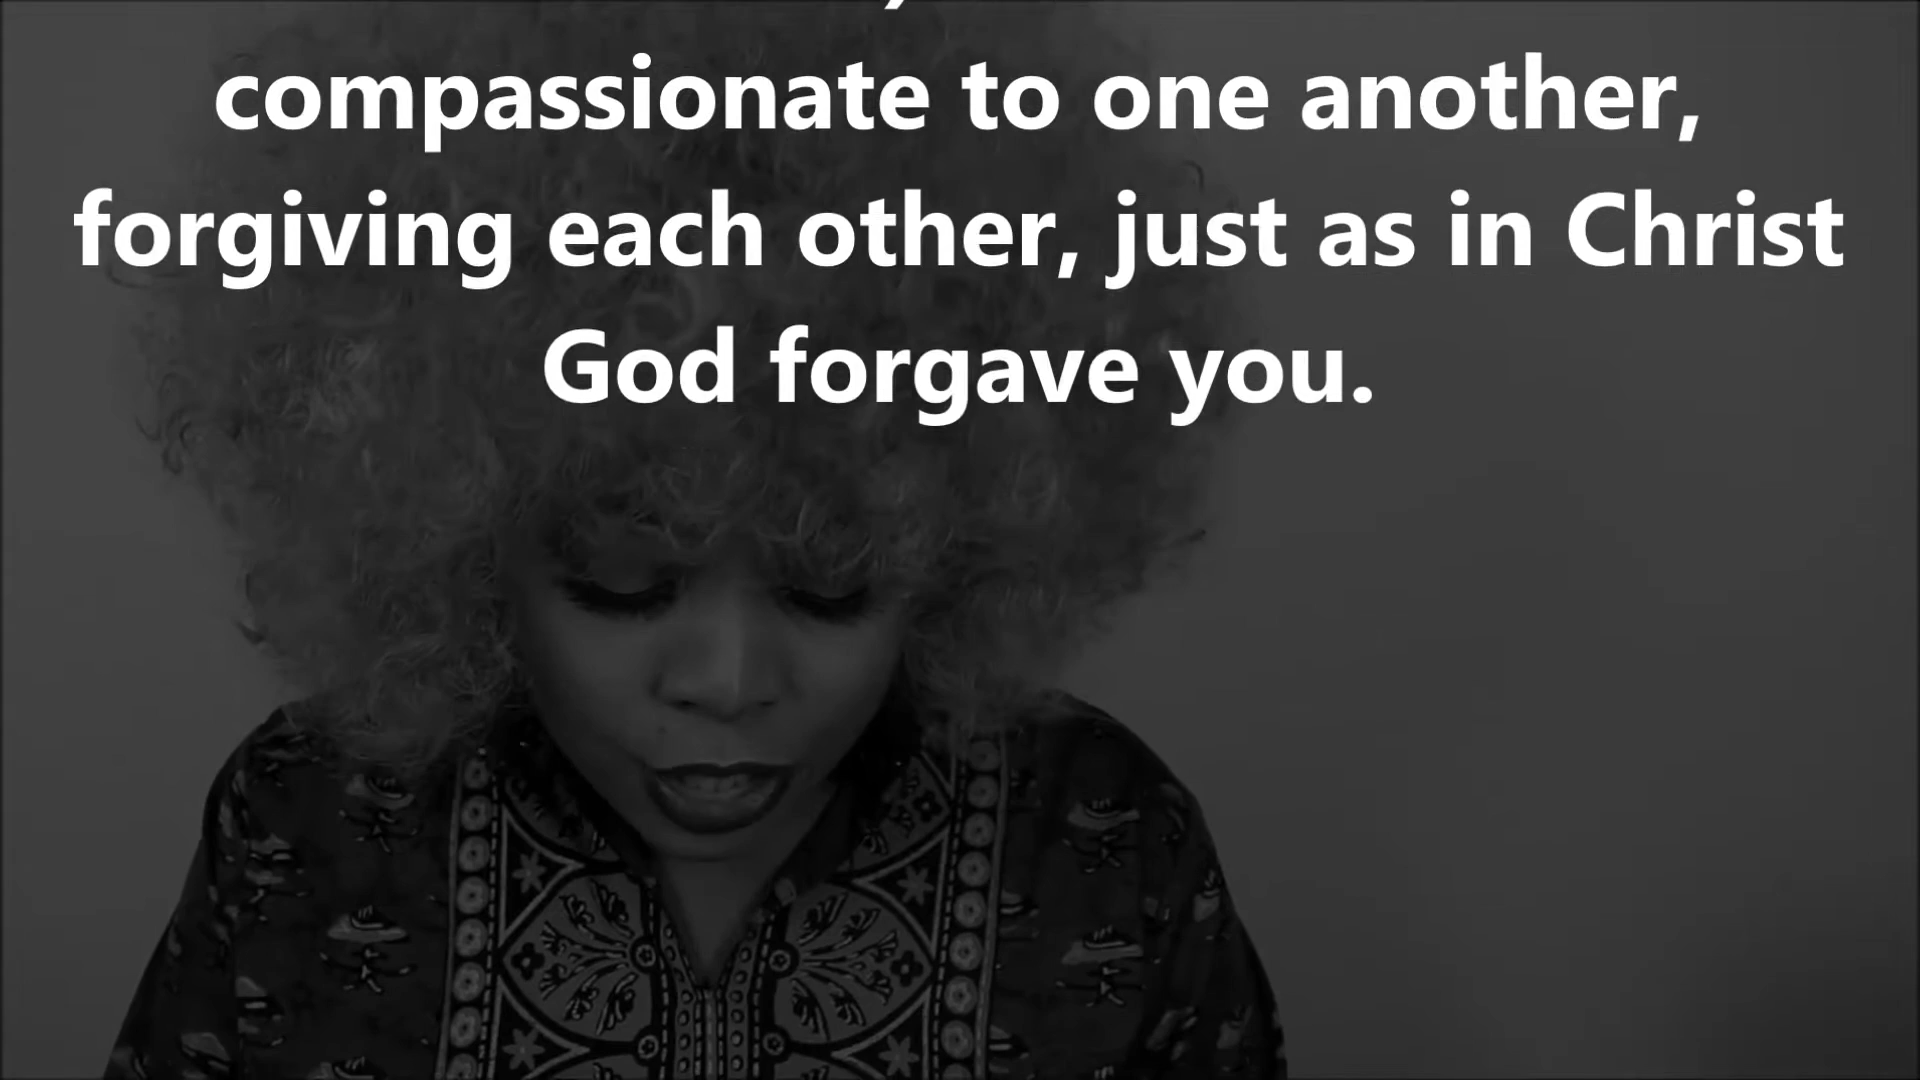 compassionate to one another,
forgiving each other, just as in Christ
God forgave you.